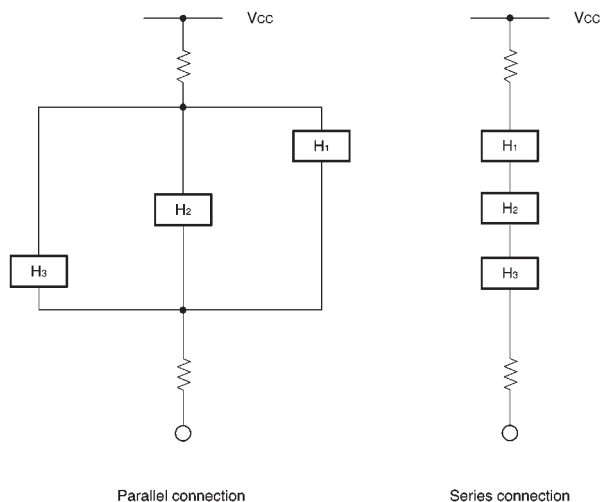 VCC
VCC
H1
H2
H3
H1
H2
H3
Parallel connection
Series connection